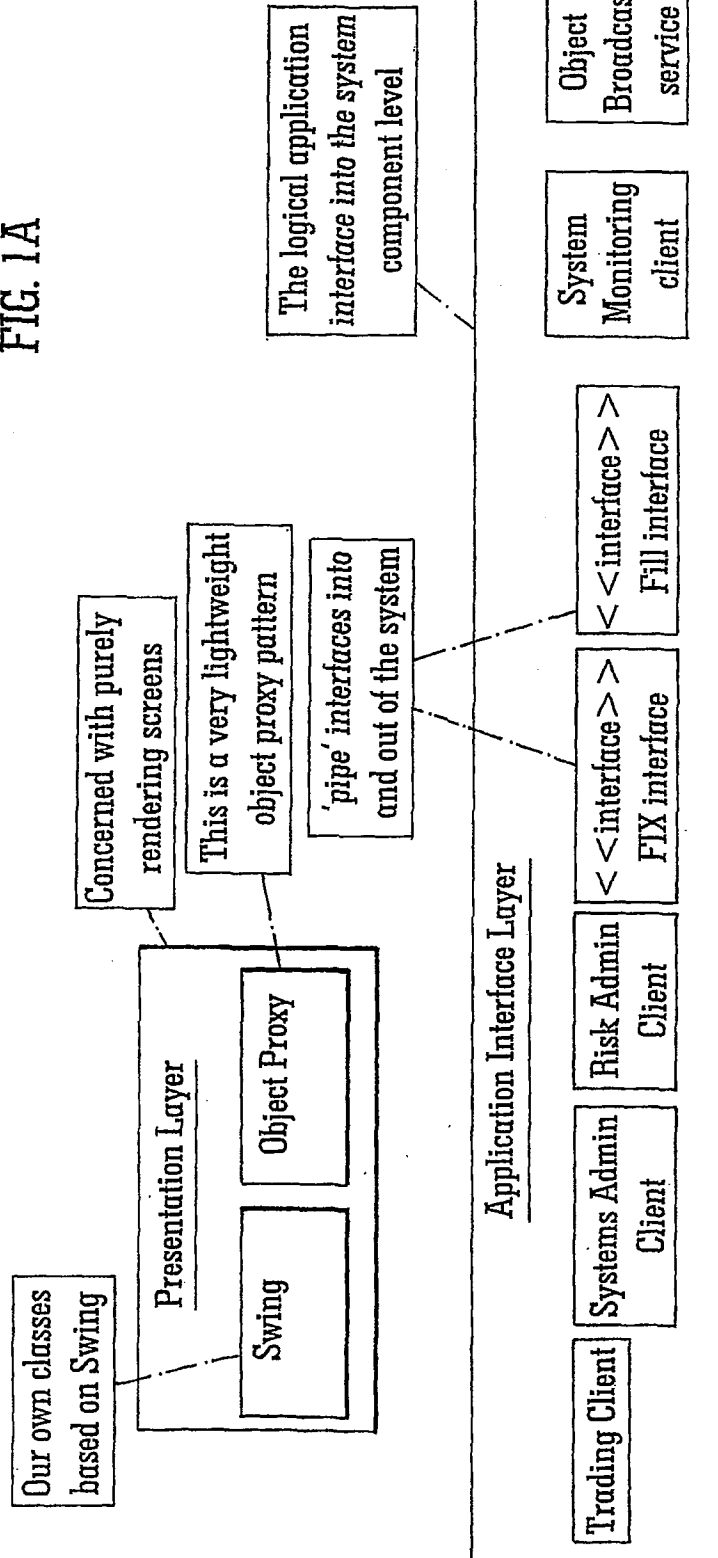 FIG. 1A
Our own classes
based on Swing
Concerned with purely
rendering screens
Presentation Layer
Swing
Object Proxy
This is a very lightweight
object proxy pattern
'pipe' interfaces into
and out of the system
The logical application
interface into the system
component level
Application Interface Layer
Trading Client
Systems Admin
Client
Risk Admin
Client
< <interface> >
FIX interface
< <interface> >
Fill interface
System
Monitoring
client
Object
Broadcas
service